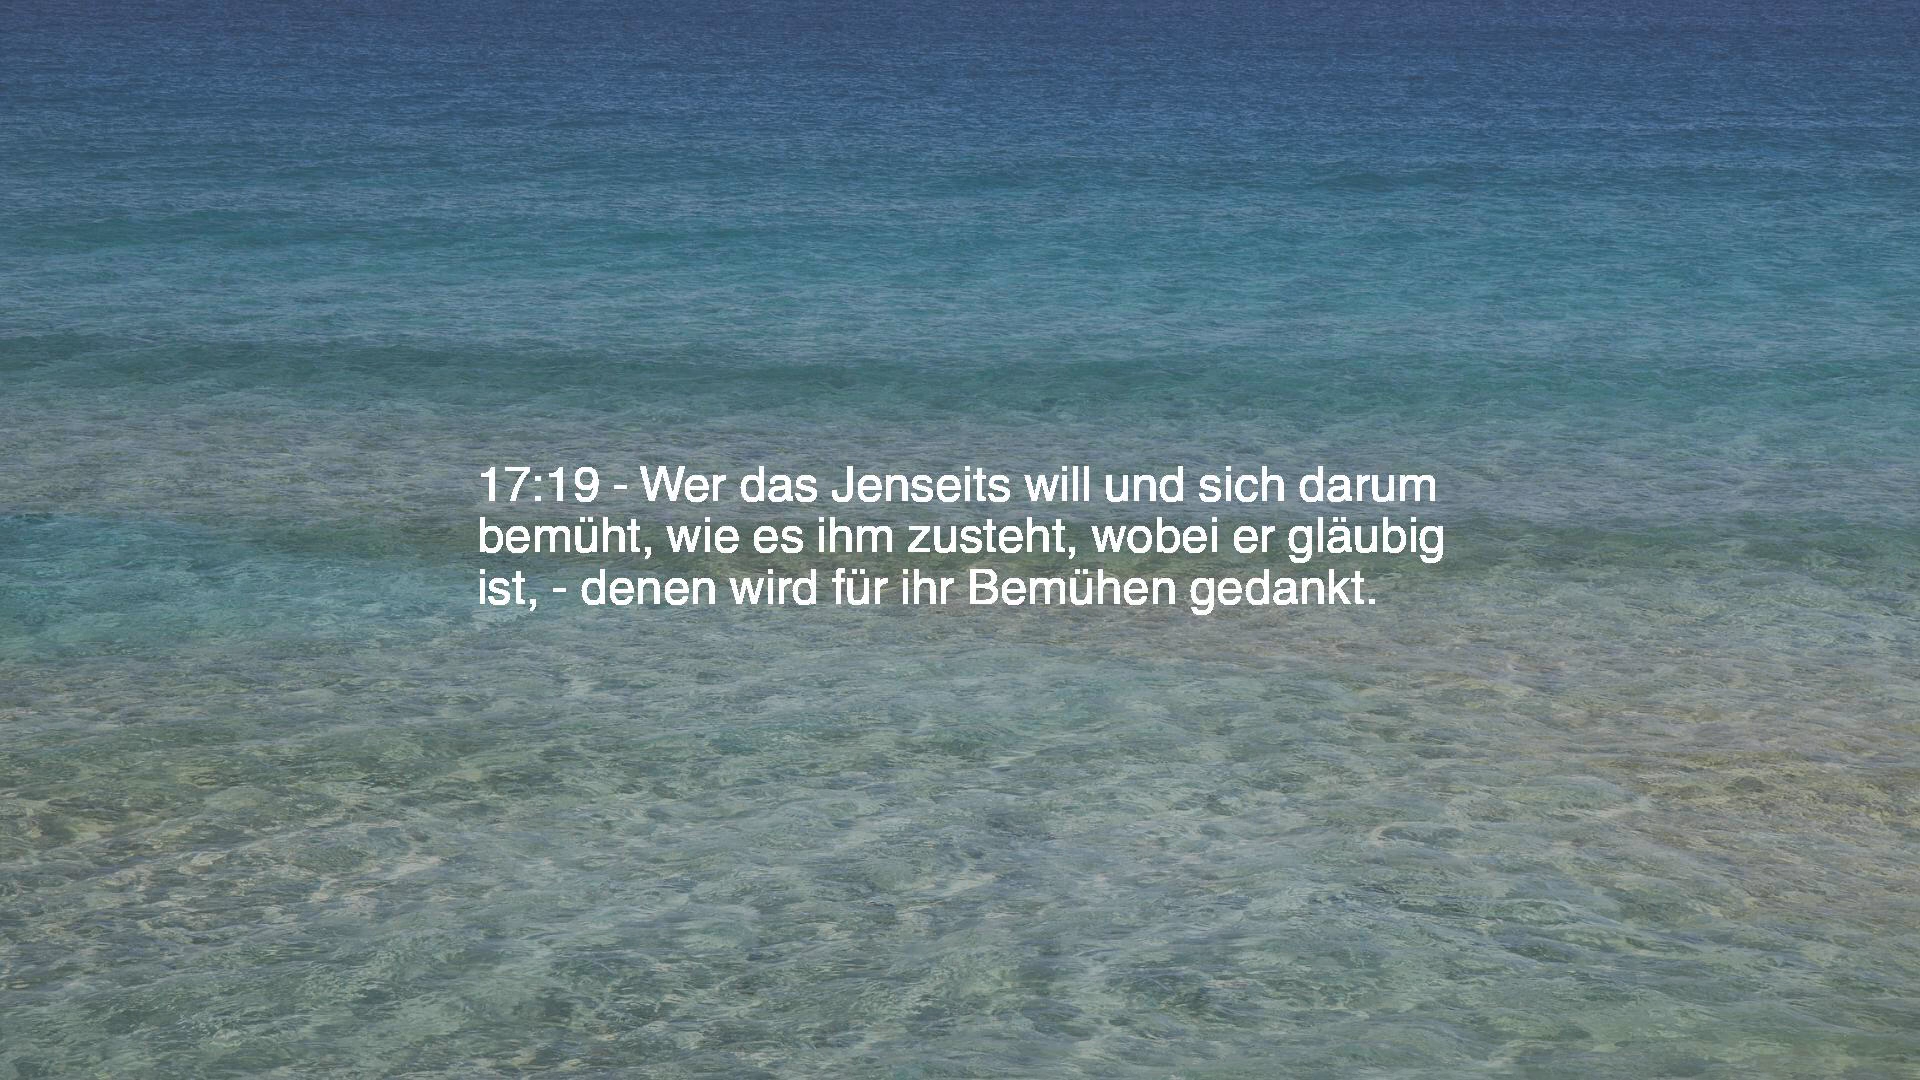 17:19 - Wer das Jenseits will und sich darum
bemüht, wie es ihm zusteht, wobei er gläubig
ist, - denen wird für ihr Bemühen gedankt.